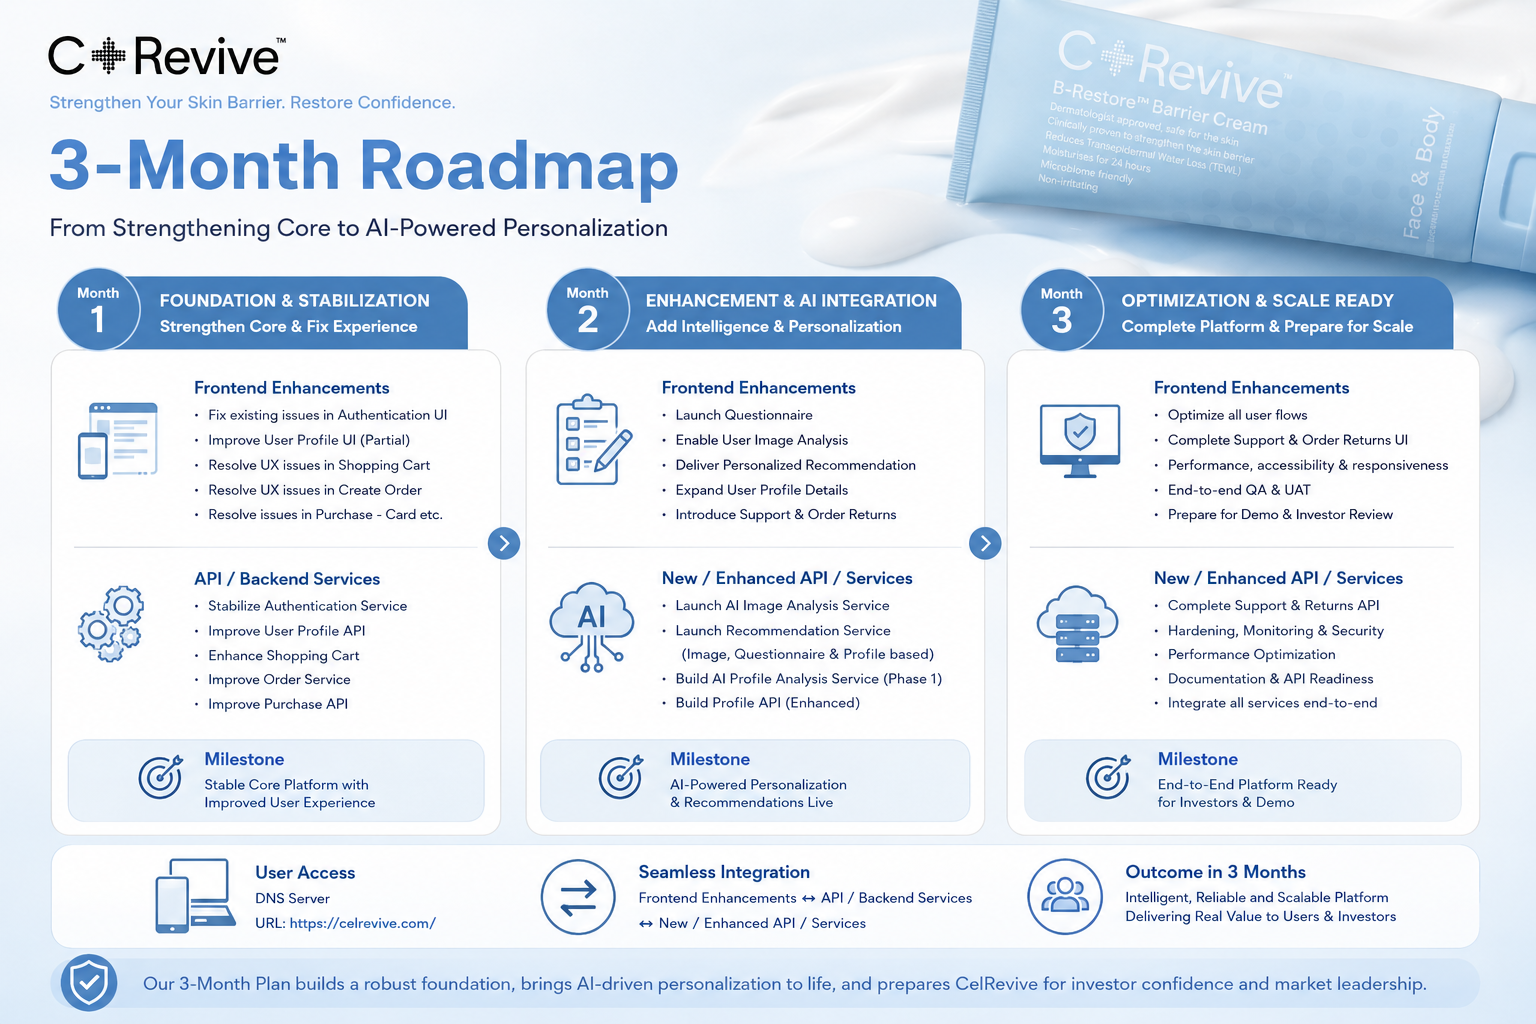 C Revive™
Strengthen Your Skin Barrier. Restore Confidence.
3-Month Roadmap
From Strengthening Core to AI-Powered Personalization
C Revive™
B-Restore™ Barrier Cream
Dermatologist approved, safe for the skin
Clinically proven to strengthen the skin barrier
Reduces Transepidermal Water Loss (TEWL)
Moisturises for 24 hours
Microbiome friendly
Non-irritating
Face & Body
Month
1
FOUNDATION & STABILIZATION
Strengthen Core & Fix Experience
Frontend Enhancements
• Fix existing issues in Authentication UI
• Improve User Profile UI (Partial)
• Resolve UX issues in Shopping Cart
• Resolve UX issues in Create Order
• Resolve issues in Purchase - Card etc.
API / Backend Services
• Stabilize Authentication Service
• Improve User Profile API
• Enhance Shopping Cart
• Improve Order Service
• Improve Purchase API
Milestone
Stable Core Platform with
Improved User Experience
Month
2
ENHANCEMENT & AI INTEGRATION
Add Intelligence & Personalization
Frontend Enhancements
• Launch Questionnaire
• Enable User Image Analysis
• Deliver Personalized Recommendation
• Expand User Profile Details
• Introduce Support & Order Returns
AI
New / Enhanced API / Services
• Launch AI Image Analysis Service
• Launch Recommendation Service
(Image, Questionnaire & Profile based)
• Build AI Profile Analysis Service (Phase 1)
• Build Profile API (Enhanced)
Milestone
AI-Powered Personalization
& Recommendations Live
Month
3
OPTIMIZATION & SCALE READY
Complete Platform & Prepare for Scale
Frontend Enhancements
• Optimize all user flows
• Complete Support & Order Returns UI
• Performance, accessibility & responsiveness
• End-to-end QA & UAT
• Prepare for Demo & Investor Review
New / Enhanced API / Services
• Complete Support & Returns API
• Hardening, Monitoring & Security
• Performance Optimization
• Documentation & API Readiness
• Integrate all services end-to-end
Milestone
End-to-End Platform Ready
for Investors & Demo
User Access
DNS Server
URL: https://celrevive.com/
Seamless Integration
Frontend Enhancements ↔ API / Backend Services
↔ New / Enhanced API / Services
Outcome in 3 Months
Intelligent, Reliable and Scalable Platform
Delivering Real Value to Users & Investors
Our 3-Month Plan builds a robust foundation, brings AI-driven personalization to life, and prepares CelRevive for investor confidence and market leadership.